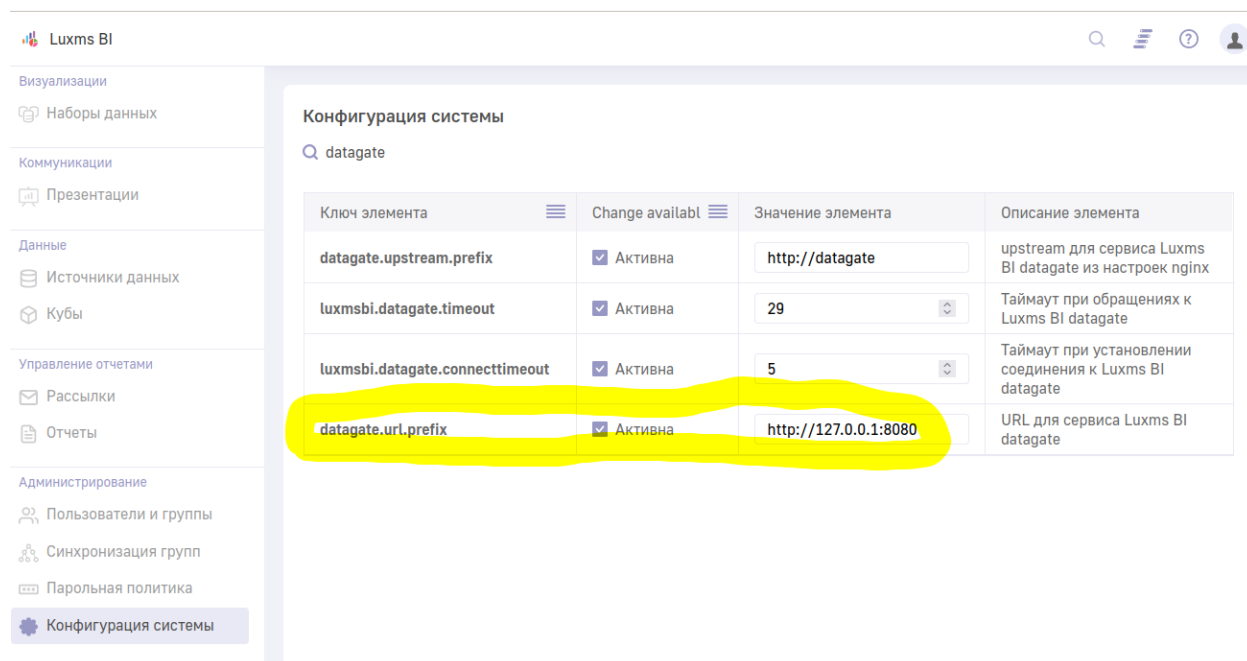 Luxms BI
Визуализации
Наборы данных
Коммуникации
Презентации
Данные
Источники данных
Кубы
Управление отчетами
Рассылки
Отчеты
Администрирование
Пользователи и группы
Синхронизация групп
Парольная политика
Конфигурация системы
Конфигурация системы
datagate
Ключ элемента
Change availabl
Значение элемента
Описание элемента
datagate.upstream.prefix
Активна
http://datagate
upstream для сервиса Luxms
BI datagate из настроек nginx
luxmsbi.datagate.timeout
Активна
29
Таймаут при обращениях к
Luxms BI datagate
luxmsbi.datagate.connecttimeout
Активна
5
Таймаут при установлении
соединения к Luxms BI
datagate
datagate.url.prefix
Активна
http://127.0.0.1:8080
URL для сервиса Luxms BI
datagate